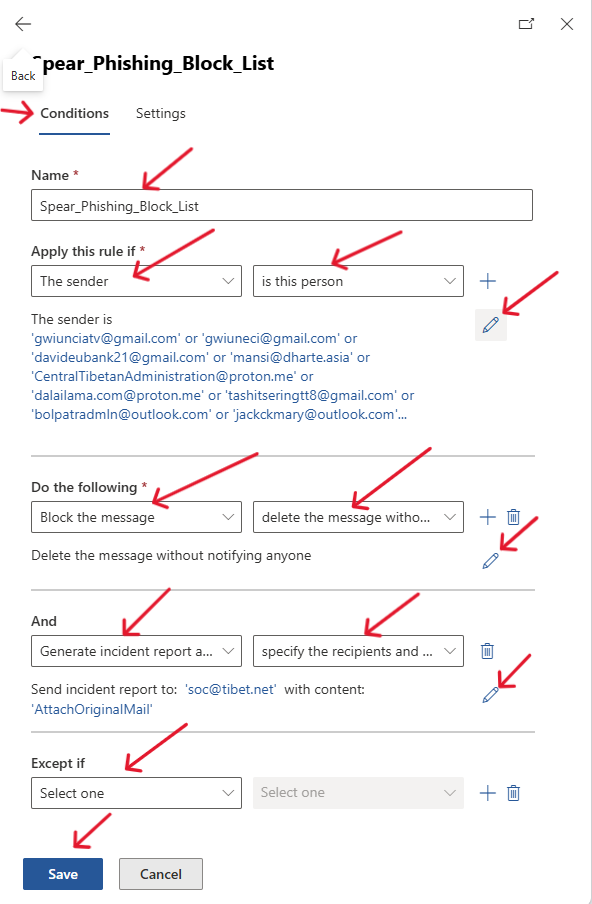 Spear_Phishing_Block_List
Back
Conditions Settings
Name *
Spear_Phishing_Block_List
Apply this rule if *
The sender is this person
The sender is
'gwiunciatv@gmail.com' or 'gwiuneci@gmail.com' or
'davideubank21@gmail.com' or 'mansi@dharte.asia' or
'CentralTibetanAdministration@proton.me' or
'dalailama.com@proton.me' or 'tashitseringtt8@gmail.com' or
'bolpatradmln@outlook.com' or 'jackckmary@outlook.com'...
Do the following *
Block the message delete the message witho...
Delete the message without notifying anyone
And
Generate incident report a... specify the recipients and ...
Send incident report to: 'soc@tibet.net' with content:
'AttachOriginalMail'
Except if
Select one Select one
Save Cancel